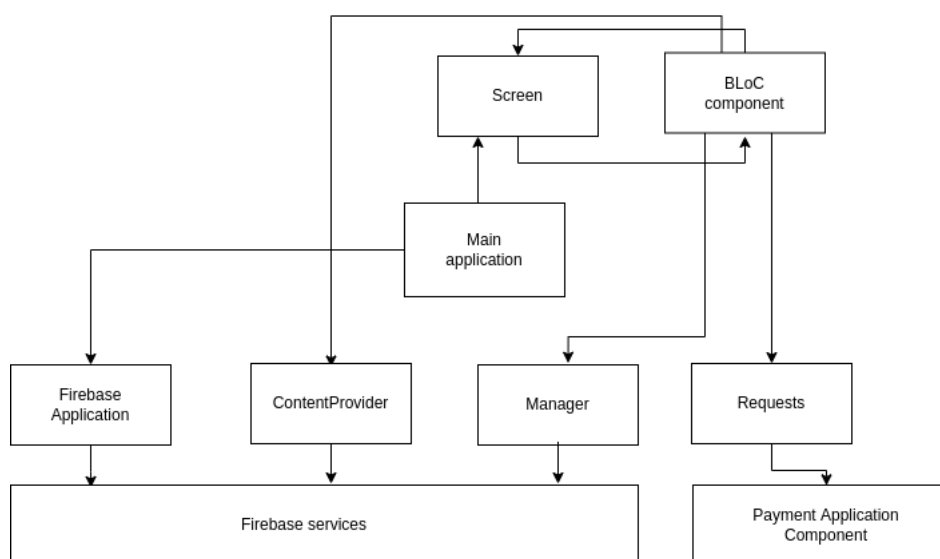 Screen
BLoC
component
Main
application
Firebase
Application
ContentProvider
Manager
Requests
Firebase services
Payment Application
Component